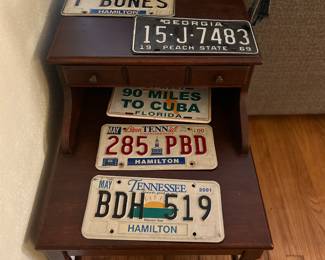 BONES
HAMILTON
GEORGIA
15-J-7483
19 PEACH STATE 69
90 MILES
TO CUBA
FLORIDA
MAY TENN 00
285 PBD
HAMILTON
MAY TENNESSEE 2001
BDH 519
HAMILTON